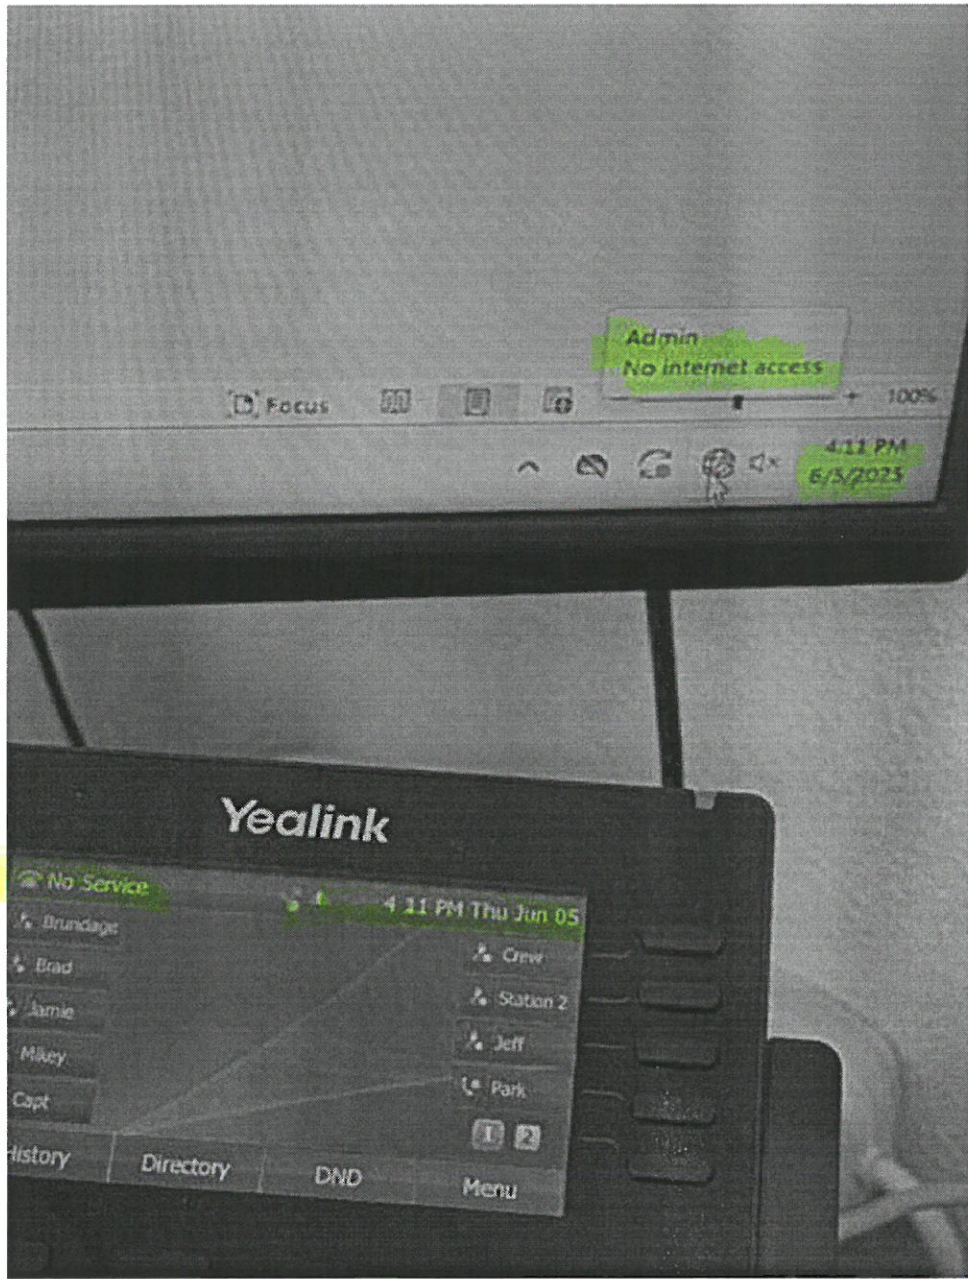 Admin
No internet access
Focus
100%
4:11 PM
6/5/2025
Yealink
No Service
4 11 PM Thu Jun 05
Brundage
Crew
Brad
Station 2
Jamie
Jeff
Mikey
Park
Capt
1 2
History Directory DND Menu